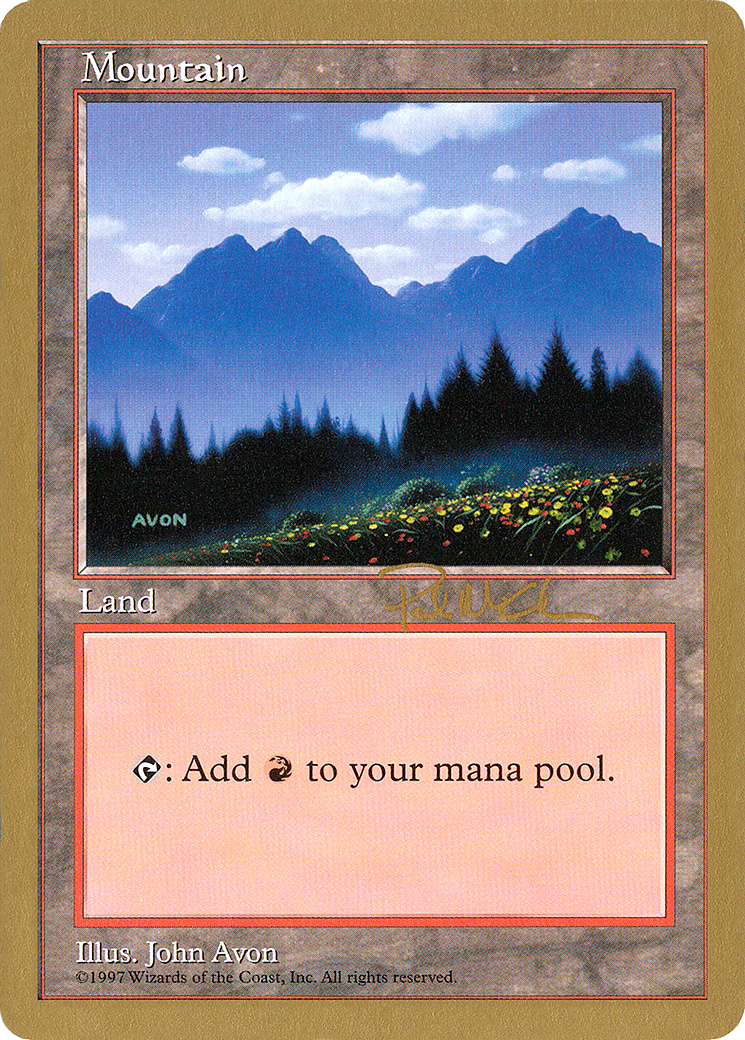 Mountain
AVON
Land
: Add to your mana pool.
Illus. John Avon
©1997 Wizards of the Coast, Inc. All rights reserved.